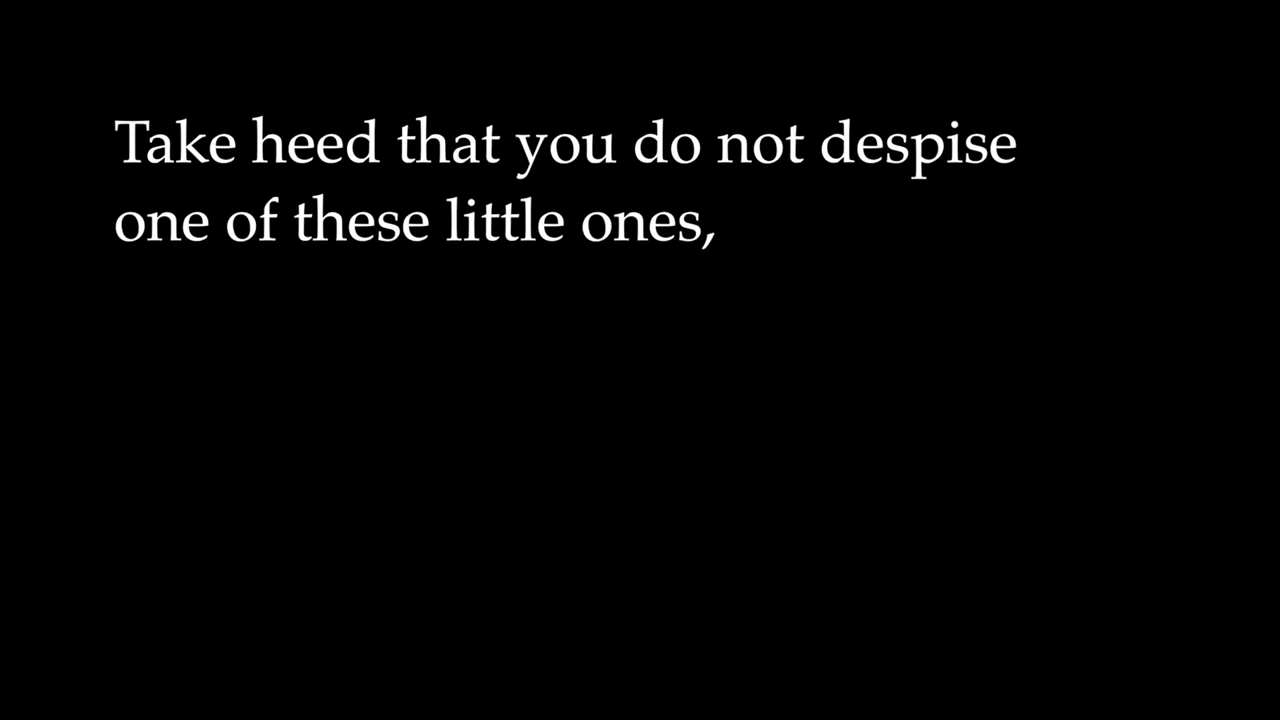 Take heed that you do not despise
one of these little ones,